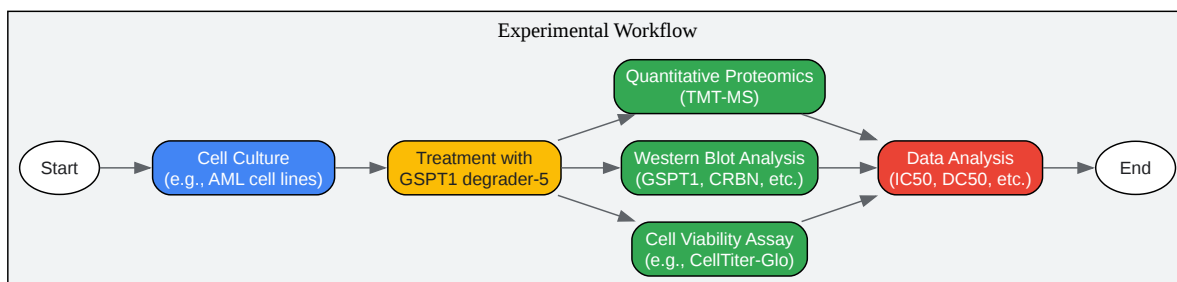 Experimental Workflow
Start
Cell Culture
(e.g., AML cell lines)
Treatment with
GSPT1 degrader-5
Quantitative Proteomics
(TMT-MS)
Western Blot Analysis
(GSPT1, CRBN, etc.)
Cell Viability Assay
(e.g., CellTiter-Glo)
Data Analysis
(IC50, DC50, etc.)
End